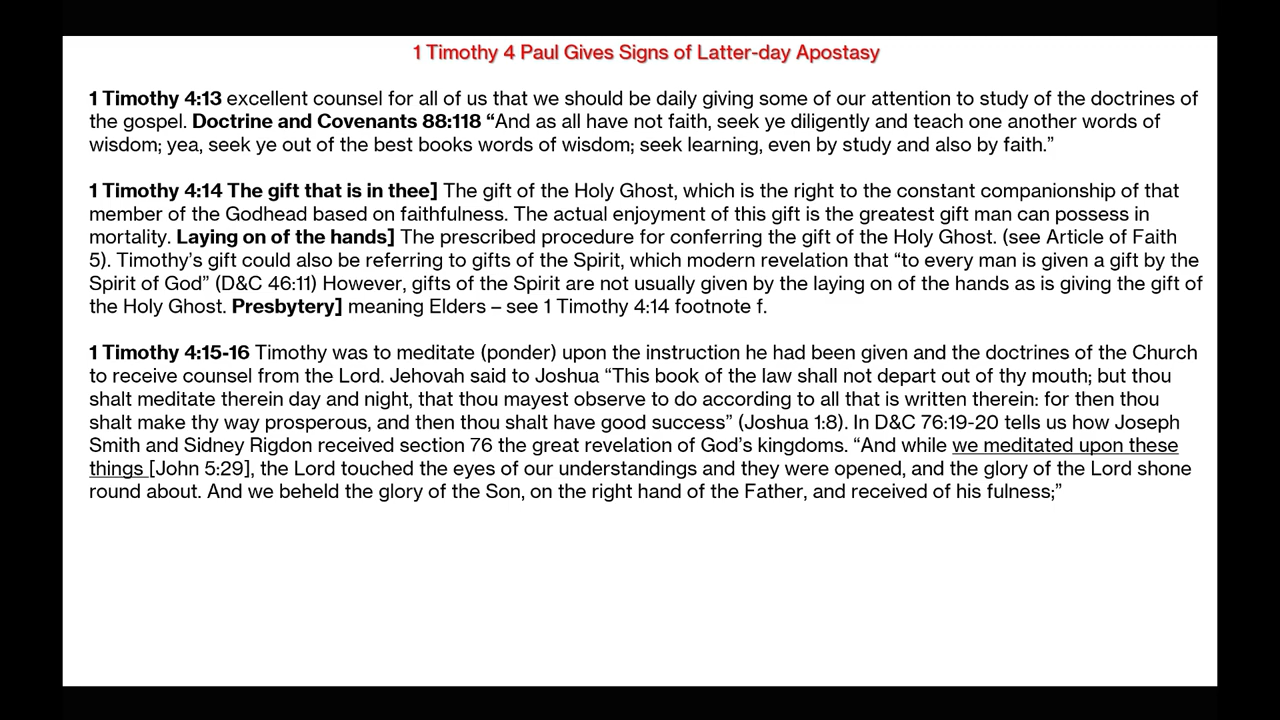 1 Timothy 4 Paul Gives Signs of Latter-day Apostasy
1 Timothy 4:13 excellent counsel for all of us that we should be daily giving some of our attention to study of the doctrines of
the gospel. Doctrine and Covenants 88:118 “And as all have not faith, seek ye diligently and teach one another words of
wisdom; yea, seek ye out of the best books words of wisdom; seek learning, even by study and also by faith.”
1 Timothy 4:14 The gift that is in thee] The gift of the Holy Ghost, which is the right to the constant companionship of that
member of the Godhead based on faithfulness. The actual enjoyment of this gift is the greatest gift man can possess in
mortality. Laying on of the hands] The prescribed procedure for conferring the gift of the Holy Ghost. (see Article of Faith
5). Timothy’s gift could also be referring to gifts of the Spirit, which modern revelation that “to every man is given a gift by the
Spirit of God” (D&C 46:11) However, gifts of the Spirit are not usually given by the laying on of the hands as is giving the gift of
the Holy Ghost. Presbytery] meaning Elders – see 1 Timothy 4:14 footnote f.
1 Timothy 4:15-16 Timothy was to meditate (ponder) upon the instruction he had been given and the doctrines of the Church
to receive counsel from the Lord. Jehovah said to Joshua “This book of the law shall not depart out of thy mouth; but thou
shalt meditate therein day and night, that thou mayest observe to do according to all that is written therein: for then thou
shalt make thy way prosperous, and then thou shalt have good success” (Joshua 1:8). In D&C 76:19-20 tells us how Joseph
Smith and Sidney Rigdon received section 76 the great revelation of God’s kingdoms. “And while we meditated upon these
things [John 5:29], the Lord touched the eyes of our understandings and they were opened, and the glory of the Lord shone
round about. And we beheld the glory of the Son, on the right hand of the Father, and received of his fulness;”